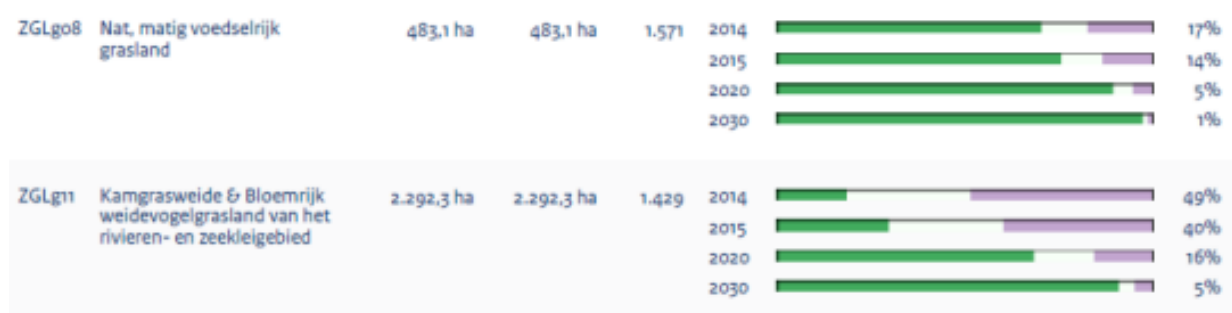 ZGLg08 Nat, matig voedselrijk 483,1 ha 483,1 ha 1.571 2014 17%
grasland
2015 14%
2020 5%
2030 1%
ZGLg11 Kamgrasweide & Bloemrijk 2.292,3 ha 2.292,3 ha 1.429 2014 49%
weidevogelgrasland van het
rivieren- en zeekleigebied
2015 40%
2020 16%
2030 5%